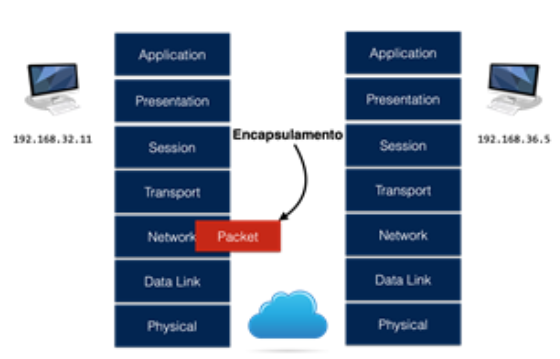 Application
Presentation
Session
Transport
Network
Data Link
Physical
192.168.32.11
Encapsulamento
Packet
Application
Presentation
Session
Transport
Network
Data Link
Physical
192.168.36.5